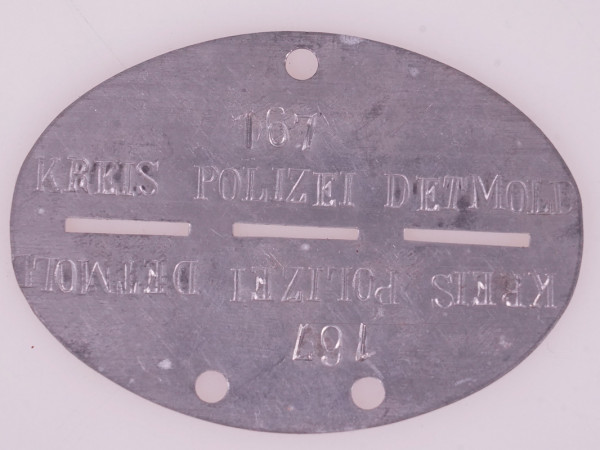 167
KREIS POLIZEI DETMOLD
KREIS POLIZEI DETMOLD
167